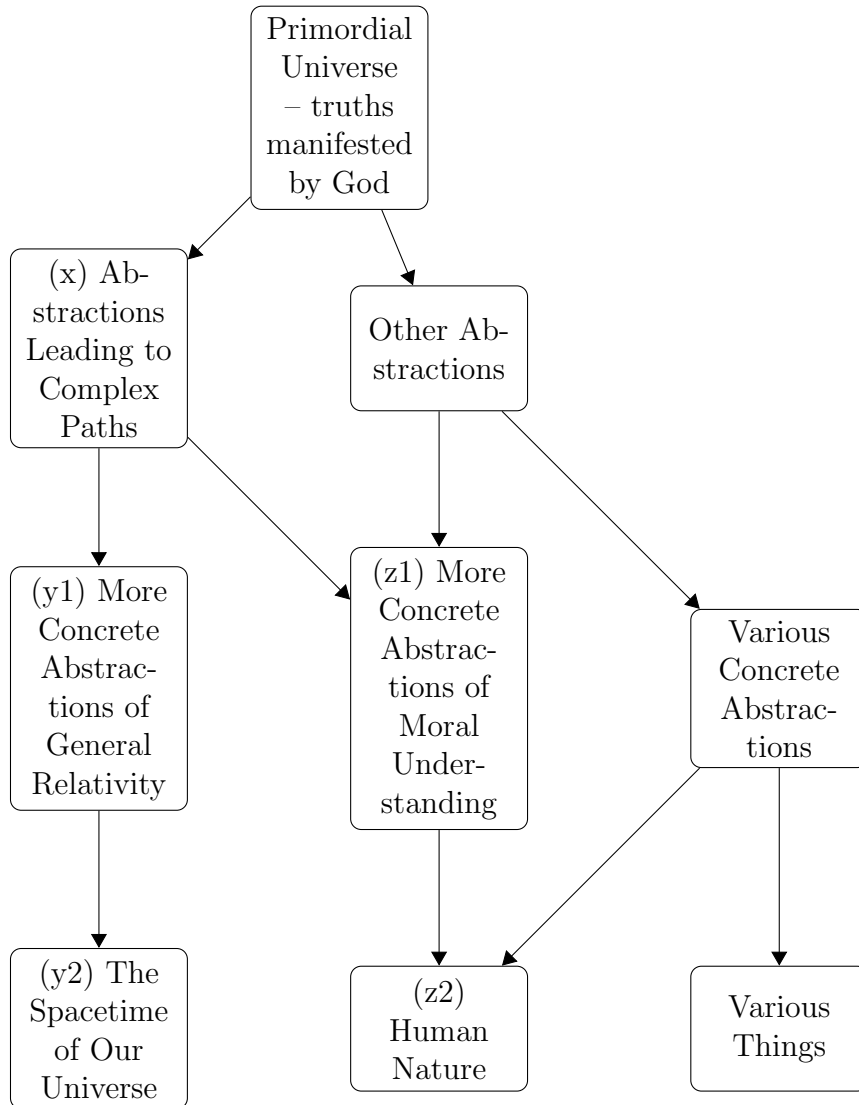 Primordial
Universe
– truths
manifested
by God
(x) Ab-
stractions
Leading to
Complex
Paths
Other Ab-
stractions
(y1) More
Concrete
Abstrac-
tions of
General
Relativity
(z1) More
Concrete
Abstrac-
tions of
Moral
Under-
standing
Various
Concrete
Abstrac-
tions
(y2) The
Spacetime
of Our
Universe
(z2)
Human
Nature
Various
Things